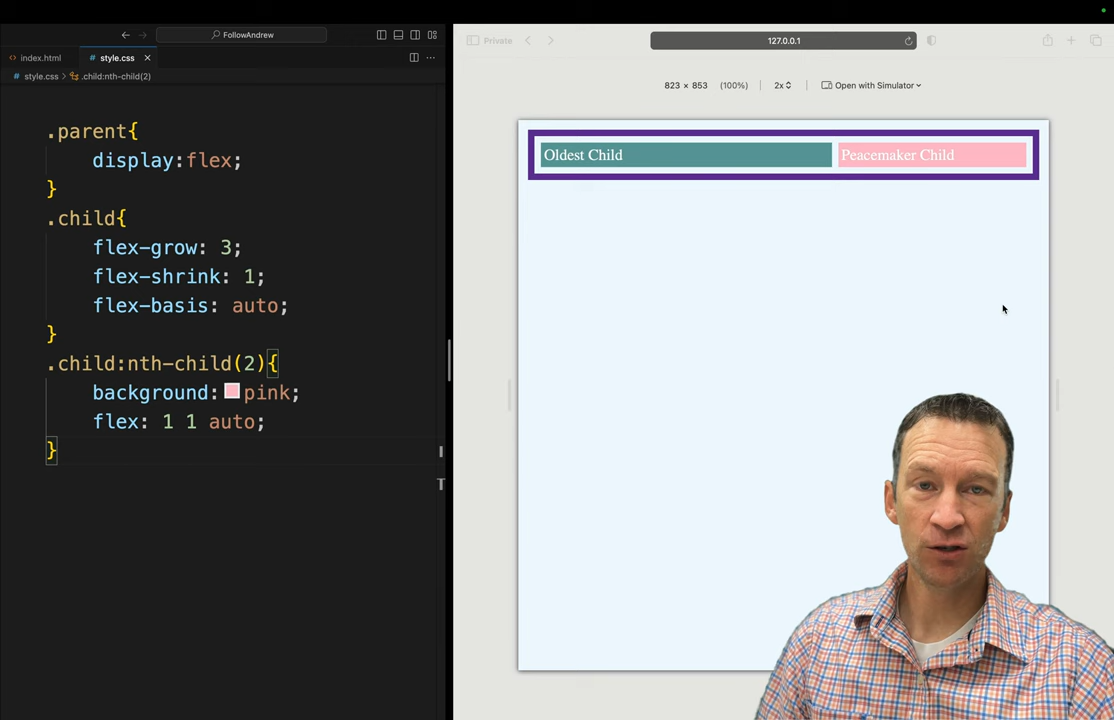 FollowAndrew
index.html
style.css
style.css > .child:nth-child(2)
.parent{
display:flex;
}
.child{
flex-grow: 3;
flex-shrink: 1;
flex-basis: auto;
}
.child:nth-child(2){
background: pink;
flex: 1 1 auto;
}
Private
127.0.0.1
823 × 853 (100%)
2x
Open with Simulator
Oldest Child
Peacemaker Child